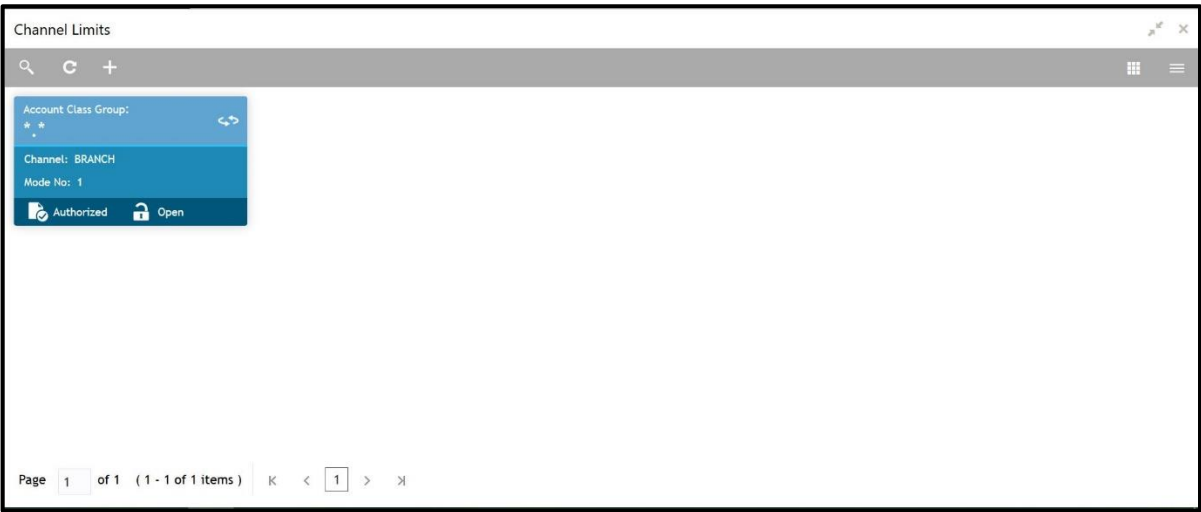 Channel Limits
Account Class Group:
*.*
Channel: BRANCH
Mode No: 1
Authorized Open
Page 1 of 1 ( 1 - 1 of 1 items ) 1